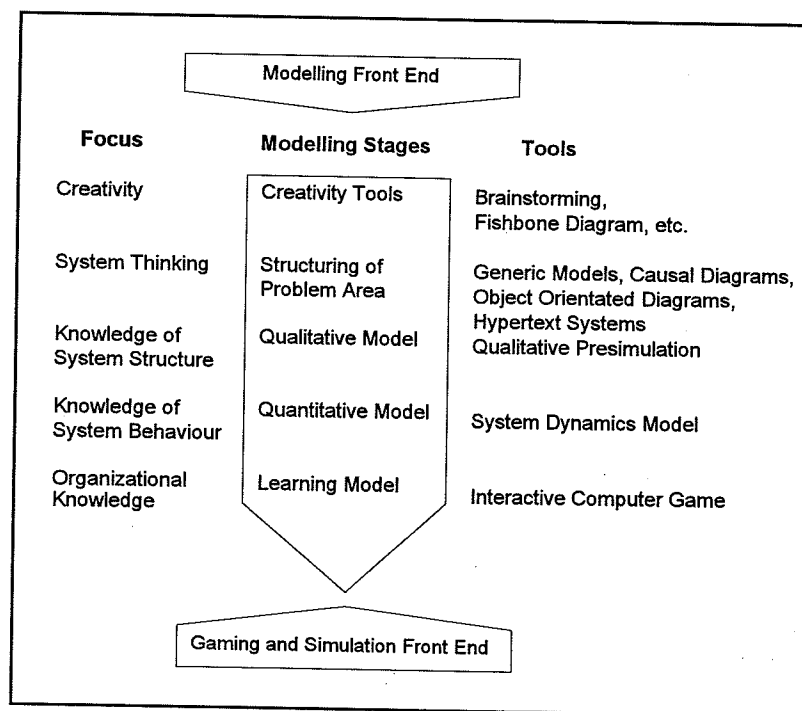 Modelling Front End
Focus
Modelling Stages
Tools
Creativity
Creativity Tools
Brainstorming,
Fishbone Diagram, etc.
System Thinking
Structuring of
Problem Area
Generic Models, Causal Diagrams,
Object Orientated Diagrams,
Hypertext Systems
Knowledge of
System Structure
Qualitative Model
Qualitative Presimulation
Knowledge of
System Behaviour
Quantitative Model
System Dynamics Model
Organizational
Knowledge
Learning Model
Interactive Computer Game
Gaming and Simulation Front End